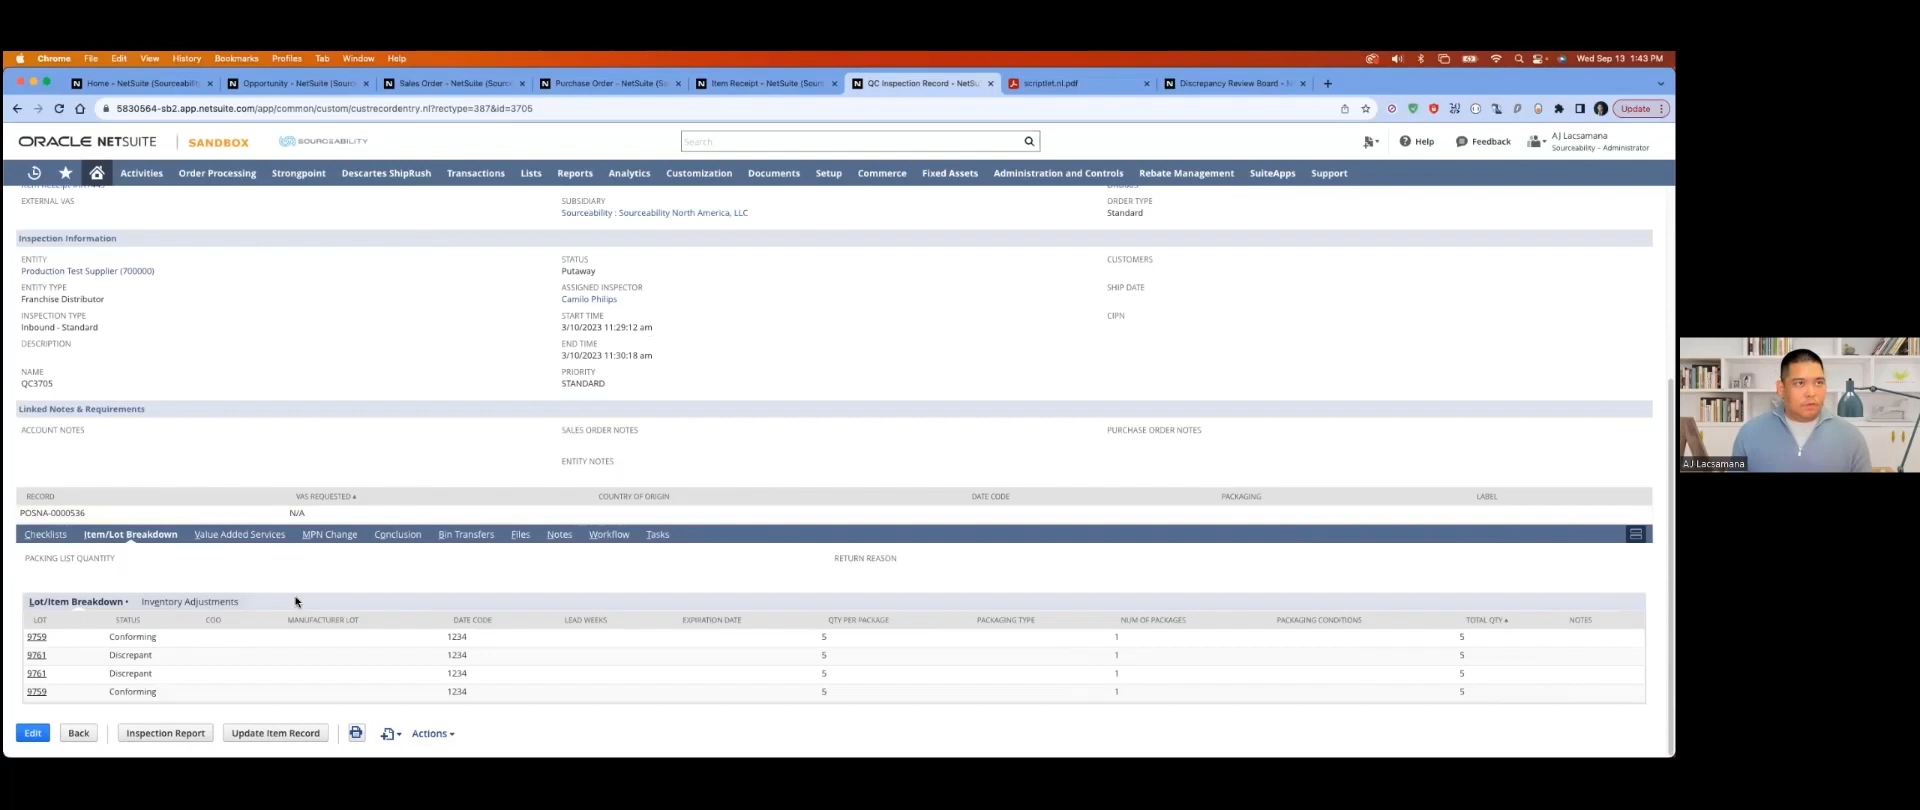 Chrome File Edit View History Bookmarks Profiles Tab Window Help Wed Sep 13 1:43 PM
Home - NetSuite (Sourceability Opportunity - NetSuite (Sourc Sales Order - NetSuite (Sourc Purchase Order - NetSuite (S Item Receipt - NetSuite (Sourc QC Inspection Record - NetSu scriptlet.nl.pdf Discrepancy Review Board - N
5830564-sb2.app.netsuite.com/app/common/custom/custrecordentry.nl?rectype=387&id=3705 Update
ORACLE NETSUITE SANDBOX SOURCEABILITY Search Help Feedback AJ Lacsamana
Sourceability - Administrator
Activities Order Processing Strongpoint Descartes ShipRush Transactions Lists Reports Analytics Customization Documents Setup Commerce Fixed Assets Administration and Controls Rebate Management SuiteApps Support
EXTERNAL VAS SUBSIDIARY ORDER TYPE
Sourceability : Sourceability North America, LLC Standard
Inspection Information
ENTITY STATUS CUSTOMERS
Production Test Supplier (700000) Putaway
ENTITY TYPE ASSIGNED INSPECTOR SHIP DATE
Franchise Distributor Camilo Philips
INSPECTION TYPE START TIME CIPN
Inbound - Standard 3/10/2023 11:29:12 am
DESCRIPTION END TIME
3/10/2023 11:30:18 am
NAME PRIORITY
QC3705 STANDARD
Linked Notes & Requirements
ACCOUNT NOTES SALES ORDER NOTES PURCHASE ORDER NOTES
ENTITY NOTES
RECORD VAS REQUESTED ▲ COUNTRY OF ORIGIN DATE CODE PACKAGING LABEL
POSNA-0000536 N/A
Checklists Item/Lot Breakdown Value Added Services MPN Change Conclusion Bin Transfers Files Notes Workflow Tasks
PACKING LIST QUANTITY RETURN REASON
Lot/Item Breakdown • Inventory Adjustments
LOT STATUS COO MANUFACTURER LOT DATE CODE LEAD WEEKS EXPIRATION DATE QTY PER PACKAGE PACKAGING TYPE NUM OF PACKAGES PACKAGING CONDITIONS TOTAL QTY ▲ NOTES
9759 Conforming 1234 5 1 5
9761 Discrepant 1234 5 1 5
9761 Discrepant 1234 5 1 5
9759 Conforming 1234 5 1 5
Edit Back Inspection Report Update Item Record Actions
AJ Lacsamana